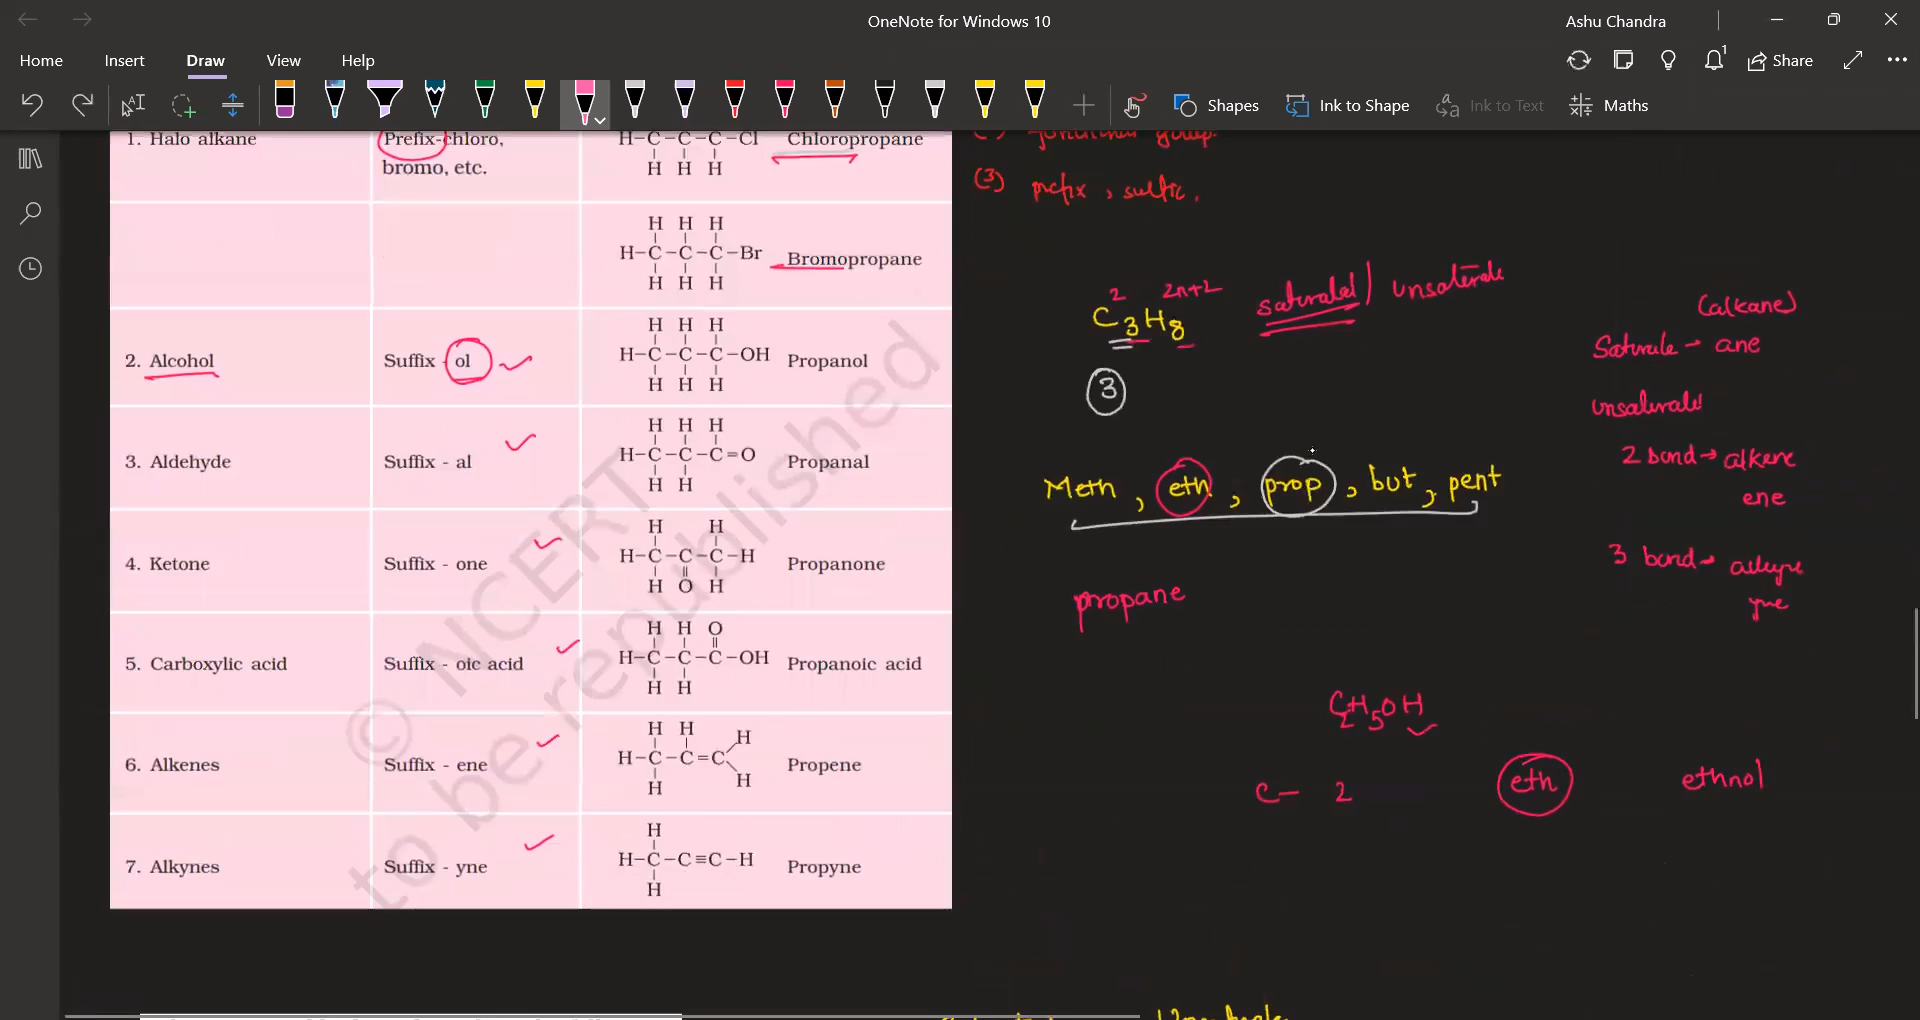 OneNote for Windows 10
Ashu Chandra
Home Insert Draw View Help
1
Share
Shapes
Ink to Shape
Ink to Text
Maths
1. Halo alkane
Prefix-chloro,
bromo, etc.
H-C-C-C-Cl
H H H
Chloropropane
H H H
H-C-C-C-Br
H H H
Bromopropane
2. Alcohol
Suffix - ol
H H H
H-C-C-C-OH
H H H
Propanol
3. Aldehyde
Suffix - al
H H H
H-C-C-C=O
H H
Propanal
4. Ketone
Suffix - one
H H
H-C-C-C-H
H O H
Propanone
5. Carboxylic acid
Suffix - oic acid
H H O
H-C-C-C-OH
H H
Propanoic acid
6. Alkenes
Suffix - ene
H H H
H-C-C=C
H H
Propene
7. Alkynes
Suffix - yne
H
H-C-C≡C-H
H
Propyne
© NCERT
to be republished
(3) prefix, suffix.
2 2n+2
C3H8
saturated / unsaturate
3
(alkane)
Saturate - ane
unsaturated
2 bond → alkene
ene
3 bond → alkyne
yne
Meth, eth, prop, but, pent
propane
C2H5OH
C - 2
eth
ethnol